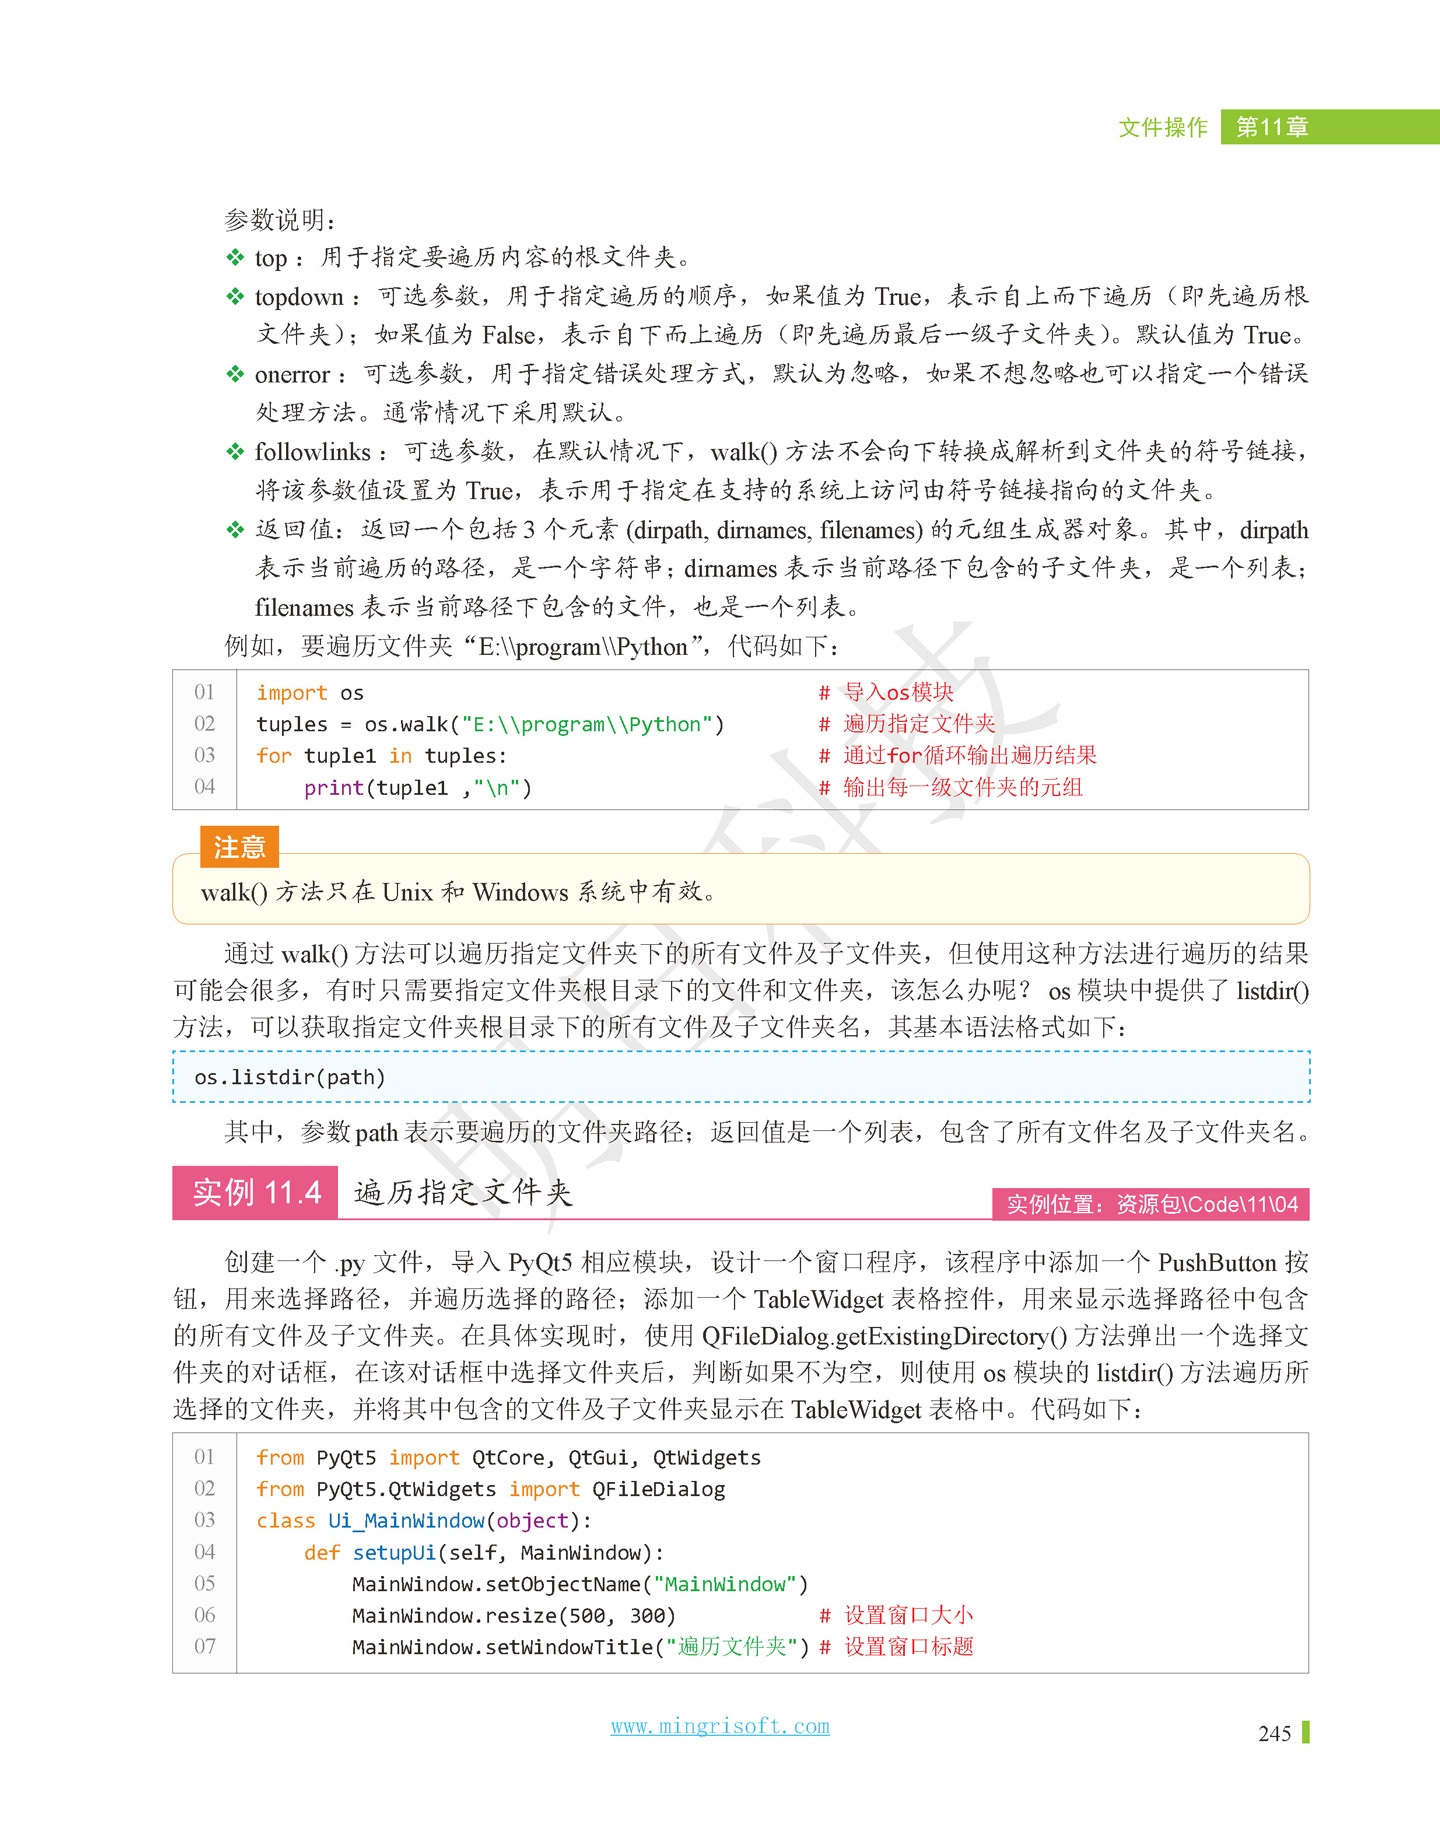 文件操作 第11章
参数说明：
❖ top： 用于指定要遍历内容的根文件夹。
❖ topdown：可选参数，用于指定遍历的顺序，如果值为 True，表示自上而下遍历（即先遍历根
文件夹）；如果值为 False，表示自下而上遍历（即先遍历最后一级子文件夹）。默认值为 True。
❖ onerror：可选参数，用于指定错误处理方式，默认为忽略，如果不想忽略也可以指定一个错误
处理方法。通常情况下采用默认。
❖ followlinks：可选参数，在默认情况下，walk() 方法不会向下转换成解析到文件夹的符号链接，
将该参数值设置为 True，表示用于指定在支持的系统上访问由符号链接指向的文件夹。
❖ 返回值：返回一个包括 3 个元素 (dirpath, dirnames, filenames) 的元组生成器对象。其中，dirpath
表示当前遍历的路径，是一个字符串；dirnames 表示当前路径下包含的子文件夹，是一个列表；
filenames 表示当前路径下包含的文件，也是一个列表。
例如，要遍历文件夹“E:\\program\\Python”，代码如下：
01 import os # 导入os模块
02 tuples = os.walk("E:\\program\\Python") # 遍历指定文件夹
03 for tuple1 in tuples: # 通过for循环输出遍历结果
04     print(tuple1 ,"\n") # 输出每一级文件夹的元组
注意
walk() 方法只在 Unix 和 Windows 系统中有效。
通过 walk() 方法可以遍历指定文件夹下的所有文件及子文件夹，但使用这种方法进行遍历的结果
可能会很多，有时只需要指定文件夹根目录下的文件和文件夹，该怎么办呢？ os 模块中提供了 listdir()
方法，可以获取指定文件夹根目录下的所有文件及子文件夹名，其基本语法格式如下：
os.listdir(path)
其中，参数 path 表示要遍历的文件夹路径；返回值是一个列表，包含了所有文件名及子文件夹名。
实例 11.4 遍历指定文件夹 实例位置：资源包\Code\11\04
创建一个 .py 文件，导入 PyQt5 相应模块，设计一个窗口程序，该程序中添加一个 PushButton 按
钮，用来选择路径，并遍历选择的路径；添加一个 TableWidget 表格控件，用来显示选择路径中包含
的所有文件及子文件夹。在具体实现时，使用 QFileDialog.getExistingDirectory() 方法弹出一个选择文
件夹的对话框，在该对话框中选择文件夹后，判断如果不为空，则使用 os 模块的 listdir() 方法遍历所
选择的文件夹，并将其中包含的文件及子文件夹显示在 TableWidget 表格中。代码如下：
01 from PyQt5 import QtCore, QtGui, QtWidgets
02 from PyQt5.QtWidgets import QFileDialog
03 class Ui_MainWindow(object):
04     def setupUi(self, MainWindow):
05         MainWindow.setObjectName("MainWindow")
06         MainWindow.resize(500, 300) # 设置窗口大小
07         MainWindow.setWindowTitle("遍历文件夹") # 设置窗口标题
明日科技
www.mingrisoft.com
245